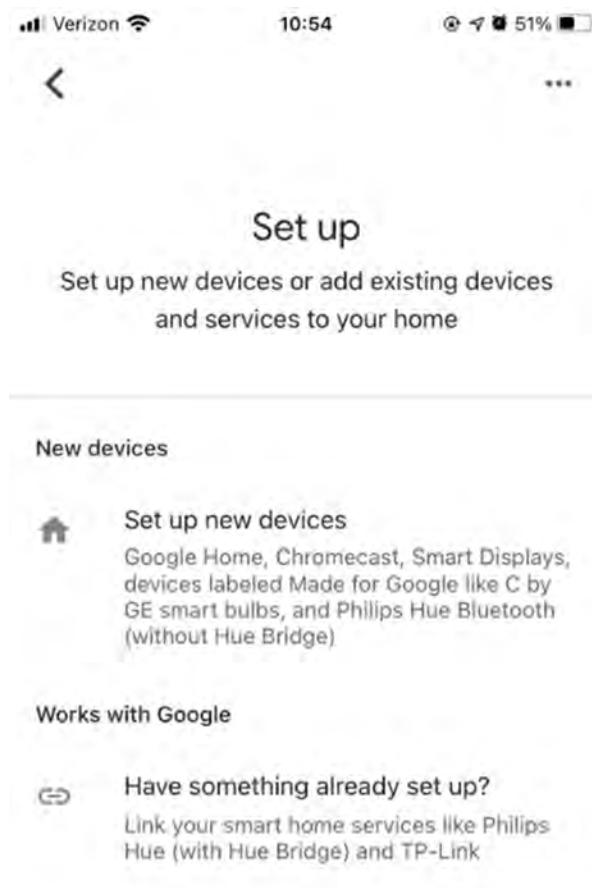 Verizon 10:54 51%
Set up
Set up new devices or add existing devices
and services to your home
New devices
Set up new devices
Google Home, Chromecast, Smart Displays,
devices labeled Made for Google like C by
GE smart bulbs, and Philips Hue Bluetooth
(without Hue Bridge)
Works with Google
Have something already set up?
Link your smart home services like Philips
Hue (with Hue Bridge) and TP-Link